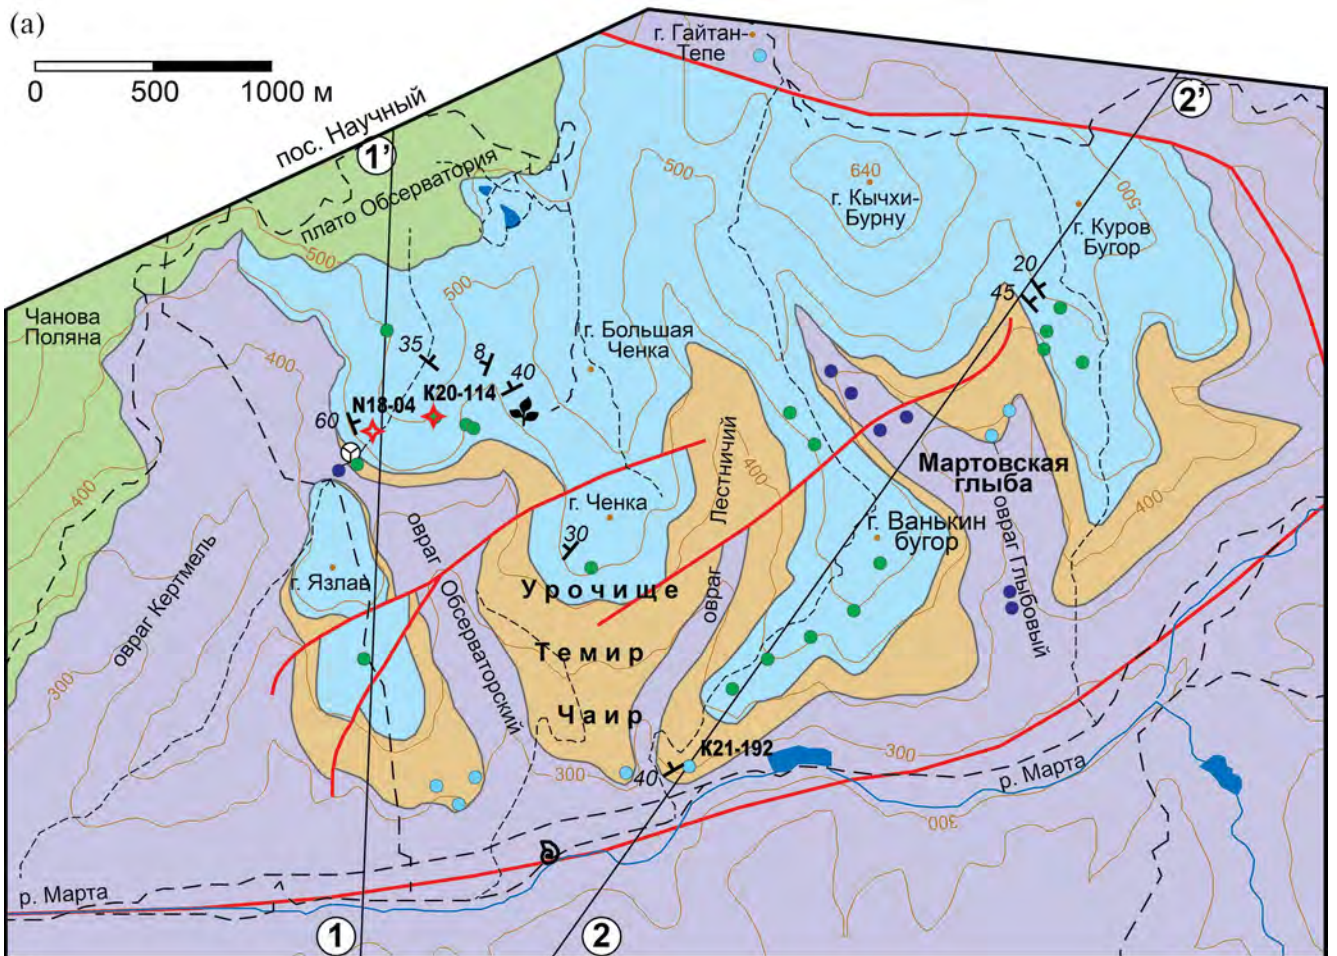 (а)
0 500 1000 м
пос. Научный
1’
плато Обсерватория
г. Гайтан-
Тепе
2’
500
640
г. Кычхи-
Бурну
500
г. Куров
Бугор
500
500
Чанова
Поляна
400
35
8
40
г. Большая
Ченка
20
45
N18-04
K20-114
60
400
Лестничий
400
Мартовская
глыба
400
г. Ченка
30
г. Ванькин
бугор
овраг Глыбовый
овраг Кертмель
г. Язлав
овраг Обсерваторский
Урочище
Темир
Чаир
овраг
300
300
K21-192
40
300
р. Марта
300
р. Марта
1
2